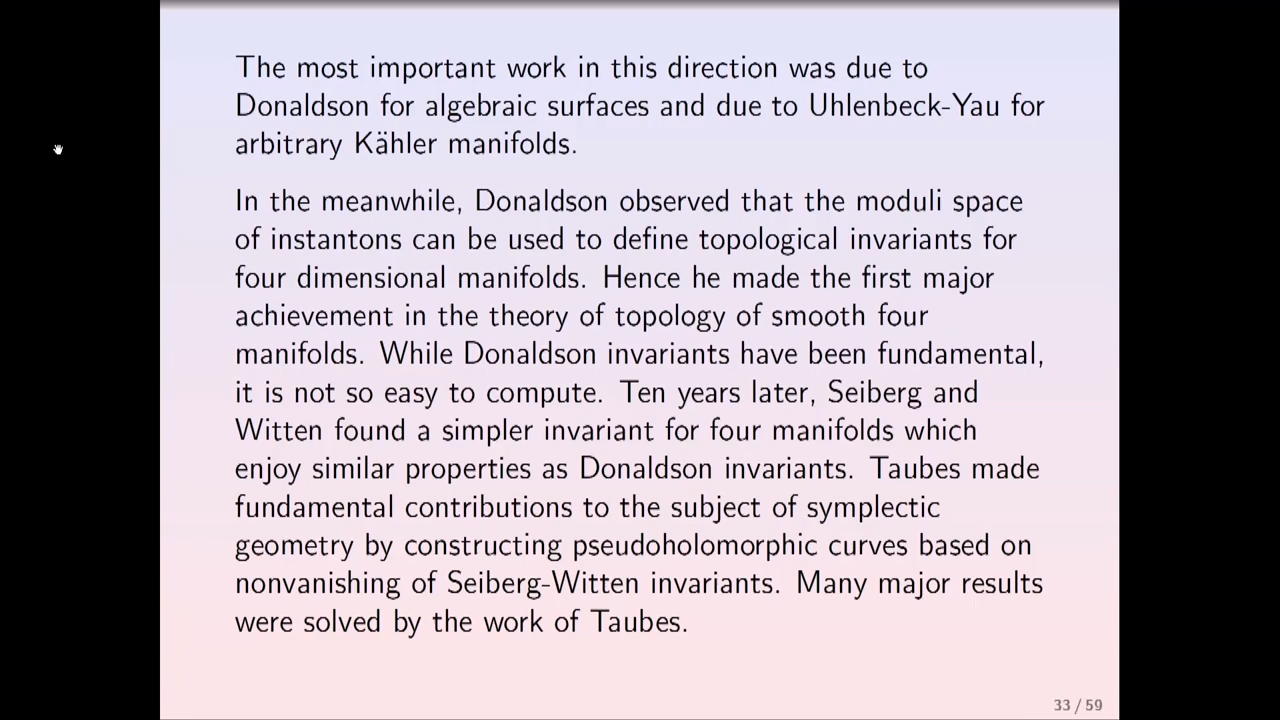 The most important work in this direction was due to
Donaldson for algebraic surfaces and due to Uhlenbeck-Yau for
arbitrary Kähler manifolds.
In the meanwhile, Donaldson observed that the moduli space
of instantons can be used to define topological invariants for
four dimensional manifolds. Hence he made the first major
achievement in the theory of topology of smooth four
manifolds. While Donaldson invariants have been fundamental,
it is not so easy to compute. Ten years later, Seiberg and
Witten found a simpler invariant for four manifolds which
enjoy similar properties as Donaldson invariants. Taubes made
fundamental contributions to the subject of symplectic
geometry by constructing pseudoholomorphic curves based on
nonvanishing of Seiberg-Witten invariants. Many major results
were solved by the work of Taubes.
33 / 59